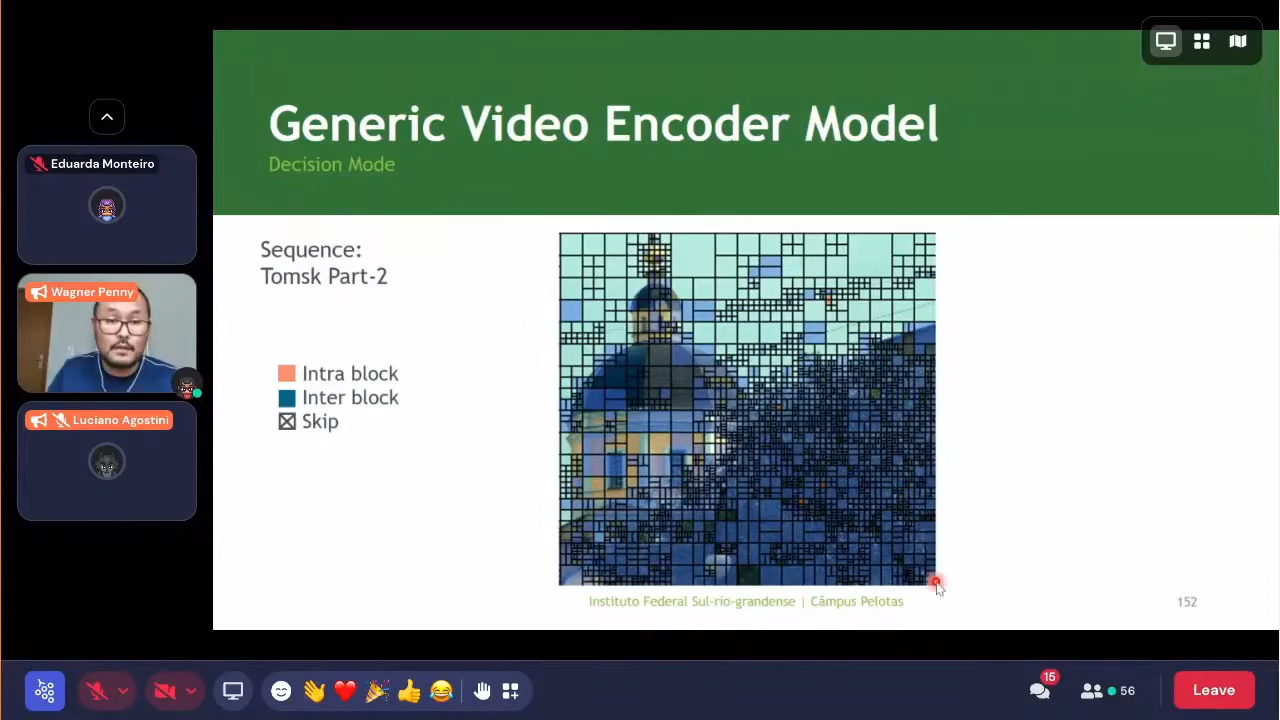 Generic Video Encoder Model
Decision Mode
Eduarda Monteiro
Wagner Penny
Luciano Agostini
Sequence:
Tomsk Part-2
Intra block
Inter block
Skip
Instituto Federal Sul-rio-grandense | Câmpus Pelotas
152
15
56
Leave